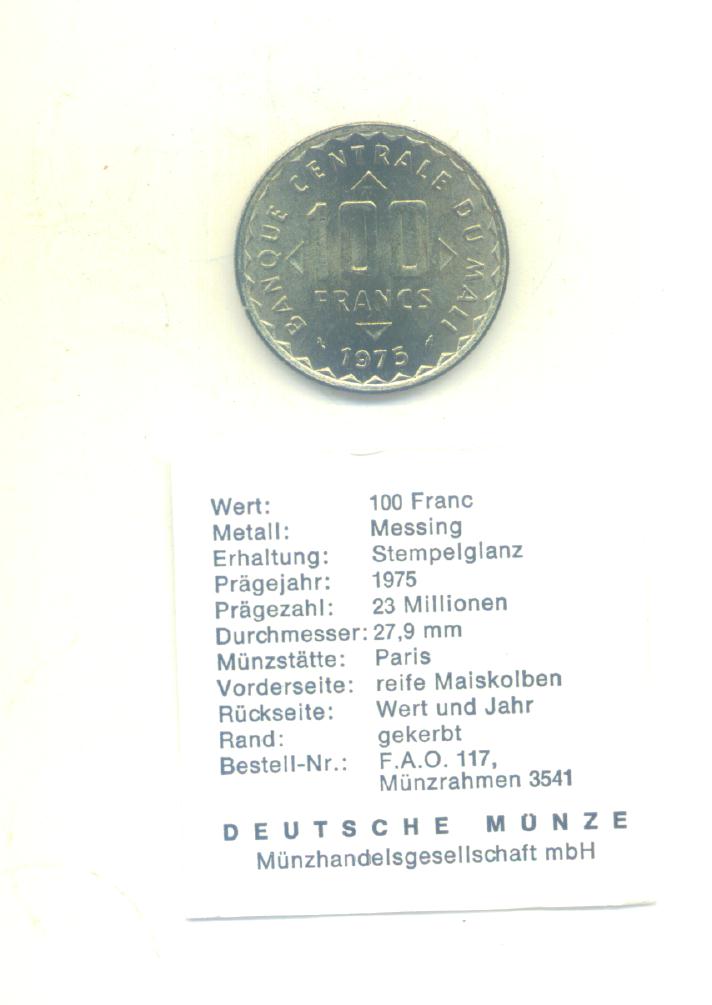 BANQUE CENTRALE DU MALI
100
FRANCS
1975
Wert: 100 Franc
Metall: Messing
Erhaltung: Stempelglanz
Prägejahr: 1975
Prägezahl: 23 Millionen
Durchmesser: 27,9 mm
Münzstätte: Paris
Vorderseite: reife Maiskolben
Rückseite: Wert und Jahr
Rand: gekerbt
Bestell-Nr.: F.A.O. 117,
Münzrahmen 3541
DEUTSCHE MÜNZE
Münzhandelsgesellschaft mbH